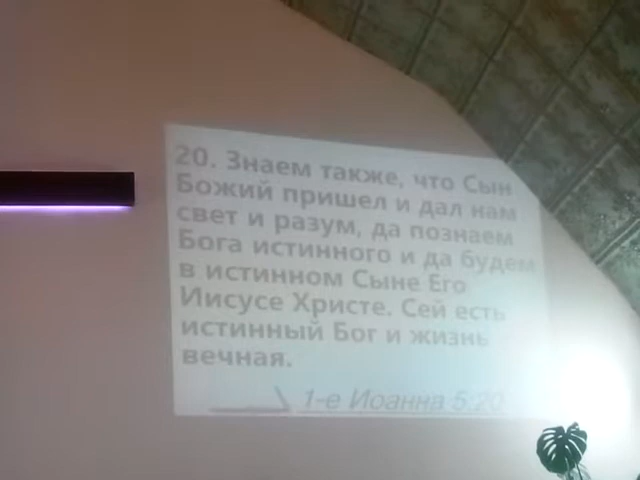 20. Знаем также, что Сын
Божий пришел и дал нам
свет и разум, да познаем
Бога истинного и да будем
в истинном Сыне Его
Иисусе Христе. Сей есть
истинный Бог и жизнь
вечная.
1-е Иоанна 5:20